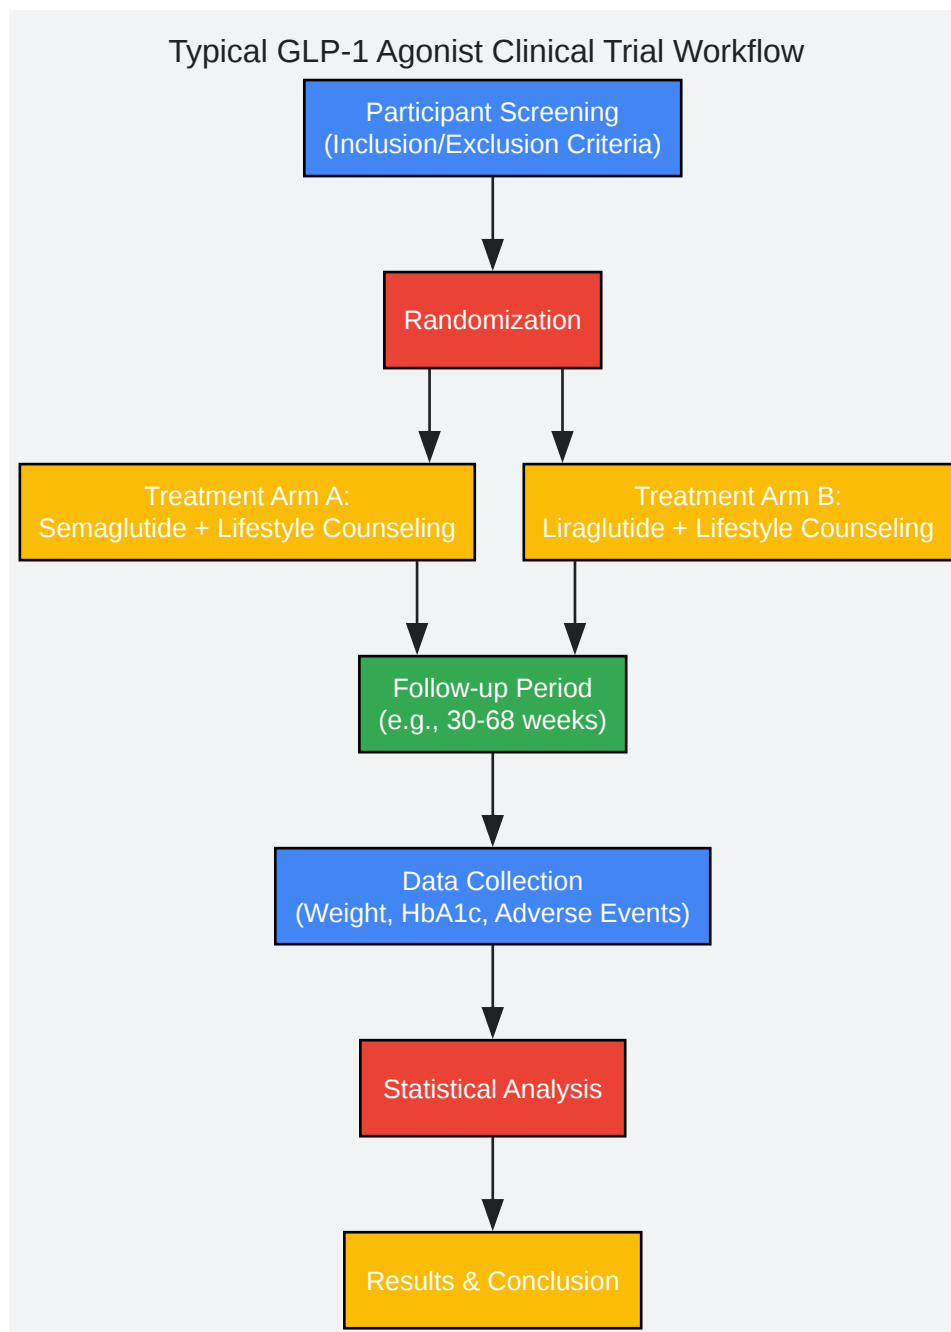 Typical GLP-1 Agonist Clinical Trial Workflow
Participant Screening
(Inclusion/Exclusion Criteria)
Randomization
Treatment Arm A:
Semaglutide + Lifestyle Counseling
Treatment Arm B:
Liraglutide + Lifestyle Counseling
Follow-up Period
(e.g., 30-68 weeks)
Data Collection
(Weight, HbA1c, Adverse Events)
Statistical Analysis
Results & Conclusion